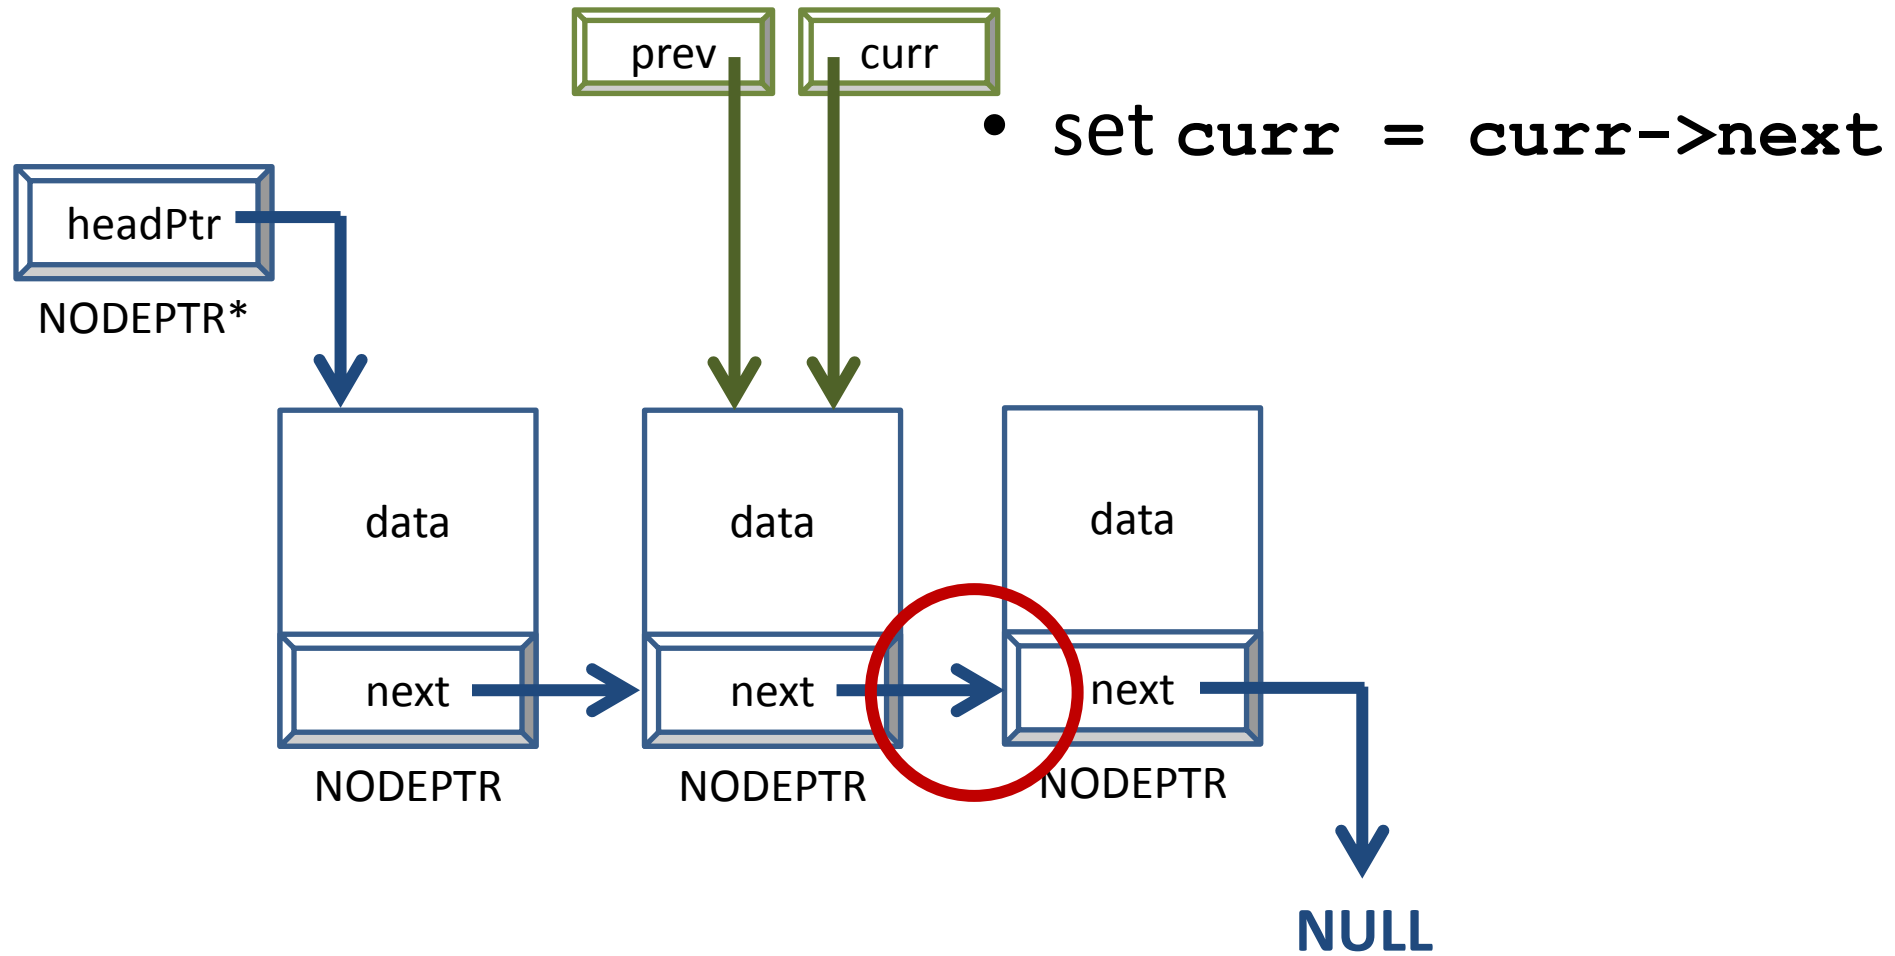 prev
curr
• set curr = curr->next
headPtr
NODEPTR*
data
data
data
next
next
next
NODEPTR
NODEPTR
NODEPTR
NULL